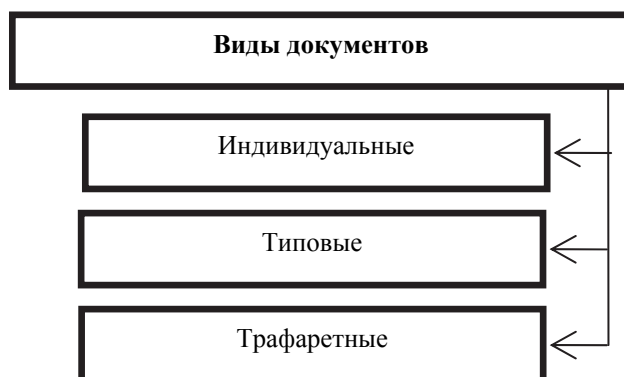 Виды документов
Индивидуальные
Типовые
Трафаретные